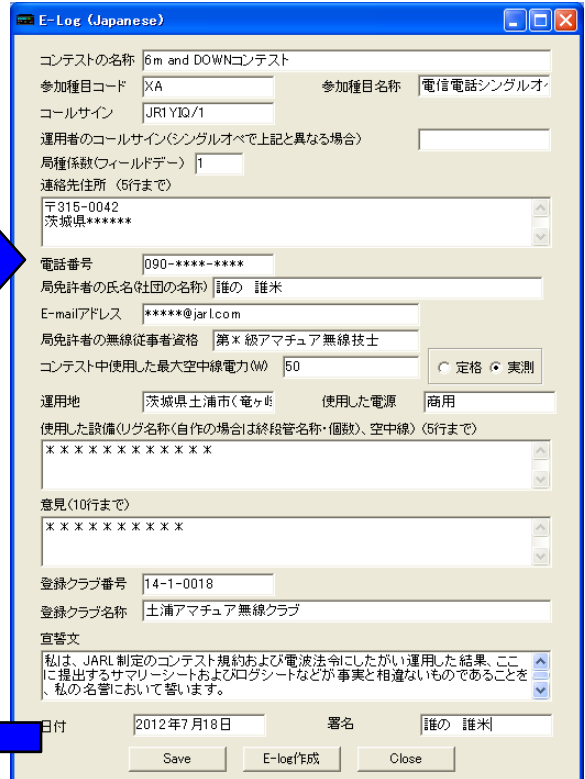 E-Log (Japanese)
コンテストの名称 6m and DOWNコンテスト
参加種目コード XA 参加種目名称 電信電話シングルオペ
コールサイン JR1YIQ/1
運用者のコールサイン(シングルオペで上記と異なる場合)
局種係数(フィールドデー) 1
連絡先住所 (5行まで)
〒315-0042
茨城県******
電話番号 090-****-****
局免許者の氏名(社団の名称) 誰の 誰米
E-mailアドレス *****@jarl.com
局免許者の無線従事者資格 第*級アマチュア無線技士
コンテスト中使用した最大空中線電力(W) 50 定格 実測
運用地 茨城県土浦市(竜ヶ 使用した電源 商用
使用した設備(リグ名称(自作の場合は終段管名称・個数)、空中線) (5行まで)
* * * * * * * * * * * *
意見(10行まで)
* * * * * * * * * *
登録クラブ番号 14-1-0018
登録クラブ名称 土浦アマチュア無線クラブ
宣誓文
私は、JARL制定のコンテスト規約および電波法令にしたがい運用した結果、ここ
に提出するサマリーシートおよびログシートなどが事実と相違ないものであることを
、私の名誉において誓います。
日付 2012年7月18日 署名 誰の 誰米
Save E-log作成 Close